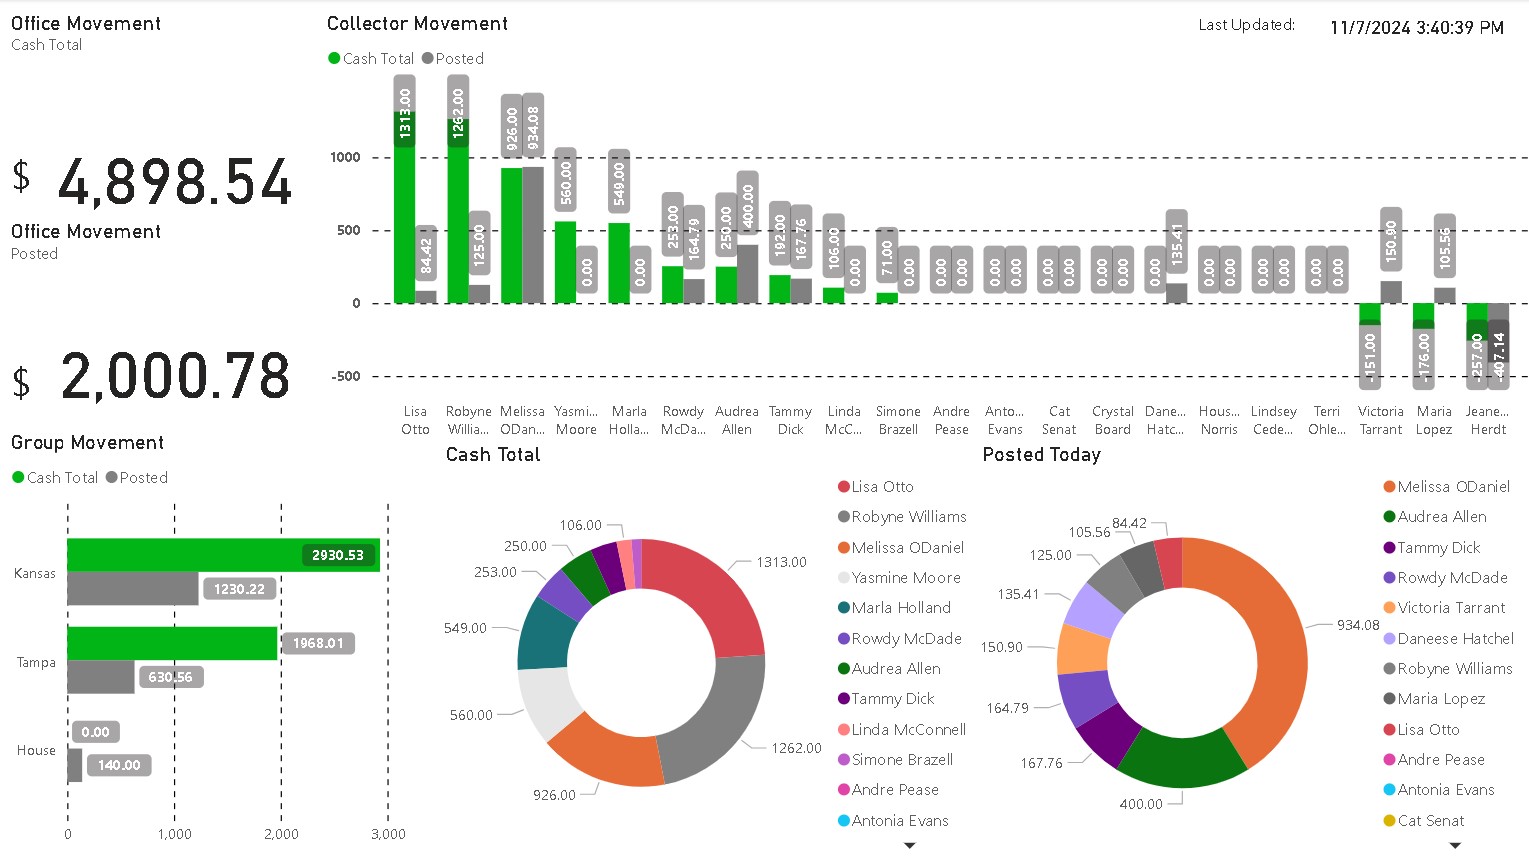 Office Movement
Cash Total
$ 4,898.54
Office Movement
Posted
$ 2,000.78
Collector Movement
Cash Total Posted
Last Updated: 11/7/2024 3:40:39 PM
1000
500
0
-500
1313.00 84.42
1262.00 125.00
926.00 934.08
560.00 0.00
549.00 0.00
253.00 164.79
250.00 400.00
192.00 167.76
106.00 0.00
71.00 0.00
0.00 0.00
0.00 0.00
0.00 0.00
0.00 0.00
0.00 135.41
0.00 0.00
0.00 0.00
0.00 0.00
-151.00 150.90
-176.00 105.56
-257.00 -407.14
Lisa Otto
Robyne Willia...
Melissa ODan...
Yasmi... Moore
Marla Holla...
Rowdy McDa...
Audrea Allen
Tammy Dick
Linda McC...
Simone Brazell
Andre Pease
Anto... Evans
Cat Senat
Crystal Board
Dane... Hatc...
Hous... Norris
Lindsey Cede...
Terri Ohle...
Victoria Tarrant
Maria Lopez
Jeane... Herdt
Group Movement
Cash Total Posted
Kansas
2930.53
1230.22
Tampa
1968.01
630.56
House
0.00
140.00
0 1,000 2,000 3,000
Cash Total
106.00
250.00
253.00
549.00
560.00
926.00
1313.00
1262.00
Lisa Otto
Robyne Williams
Melissa ODaniel
Yasmine Moore
Marla Holland
Rowdy McDade
Audrea Allen
Tammy Dick
Linda McConnell
Simone Brazell
Andre Pease
Antonia Evans
Posted Today
84.42
105.56
125.00
135.41
150.90
164.79
167.76
400.00
934.08
Melissa ODaniel
Audrea Allen
Tammy Dick
Rowdy McDade
Victoria Tarrant
Daneese Hatchel
Robyne Williams
Maria Lopez
Lisa Otto
Andre Pease
Antonia Evans
Cat Senat